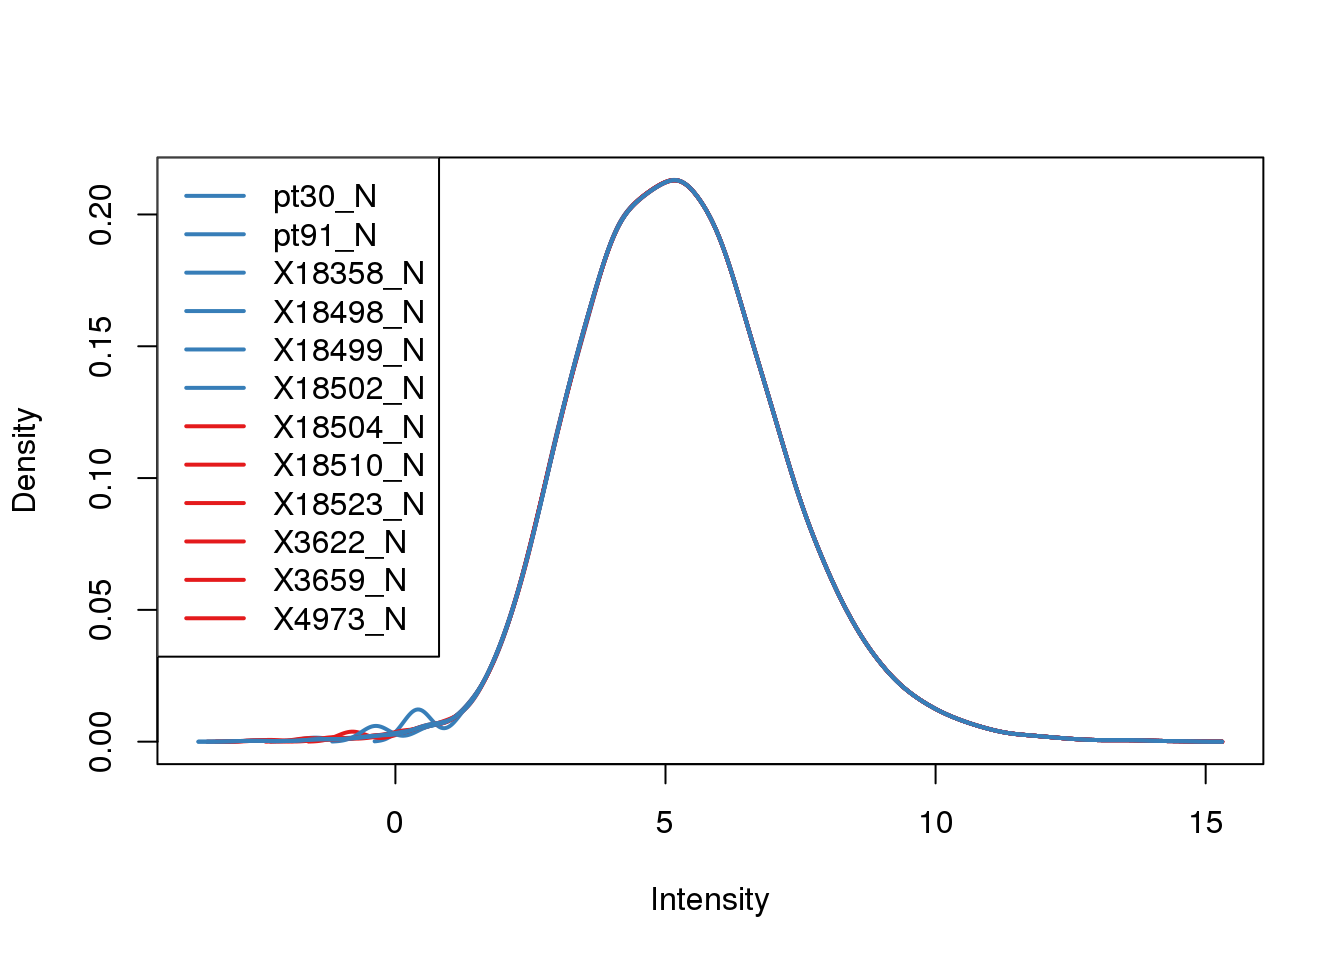 pt30_N
pt91_N
X18358_N
X18498_N
X18499_N
X18502_N
X18504_N
X18510_N
X18523_N
X3622_N
X3659_N
X4973_N
0.20
0.15
0.10
0.05
0.00
Density
0 5 10 15
Intensity